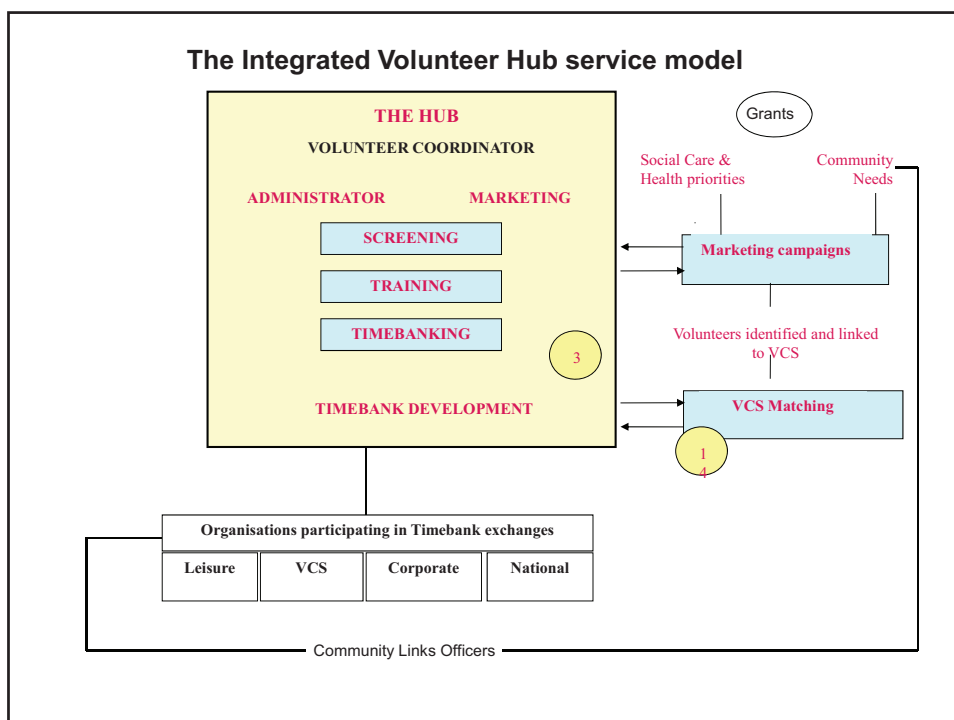 The Integrated Volunteer Hub service model
THE HUB
VOLUNTEER COORDINATOR
ADMINISTRATOR
MARKETING
SCREENING
TRAINING
TIMEBANKING
3
TIMEBANK DEVELOPMENT
Grants
Social Care &
Health priorities
Community
Needs
Marketing campaigns
Volunteers identified and linked
to VCS
VCS Matching
1
4
Organisations participating in Timebank exchanges
Leisure
VCS
Corporate
National
Community Links Officers